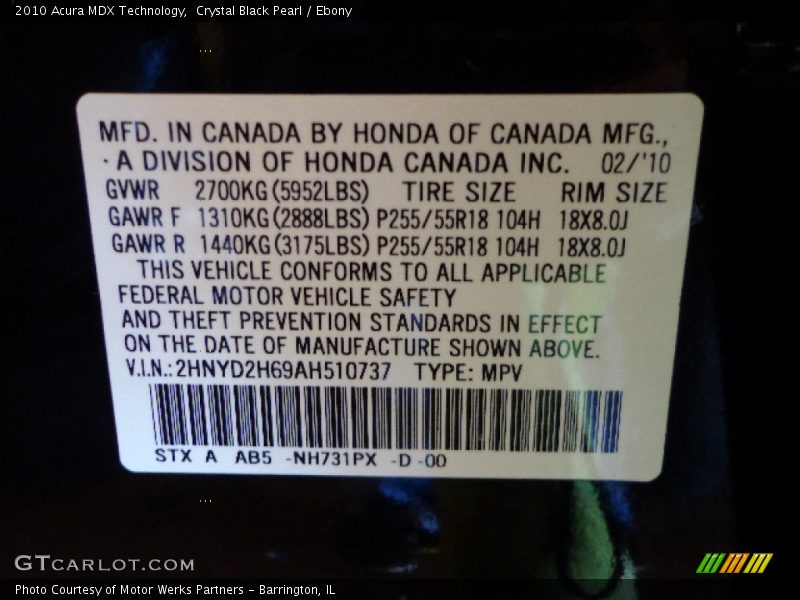 2010 Acura MDX Technology,  Crystal Black Pearl / Ebony
MFD. IN CANADA BY HONDA OF CANADA MFG.,
A DIVISION OF HONDA CANADA INC. 02/'10
GVWR 2700KG(5952LBS) TIRE SIZE RIM SIZE
GAWR F 1310KG(2888LBS) P255/55R18 104H 18X8.0J
GAWR R 1440KG(3175LBS) P255/55R18 104H 18X8.0J
THIS VEHICLE CONFORMS TO ALL APPLICABLE
FEDERAL MOTOR VEHICLE SAFETY
AND THEFT PREVENTION STANDARDS IN EFFECT
ON THE DATE OF MANUFACTURE SHOWN ABOVE.
V.I.N.:2HNYD2H69AH510737 TYPE: MPV
STX A AB5 -NH731PX -D -00
GTCARLOT.COM
Photo Courtesy of Motor Werks Partners - Barrington, IL